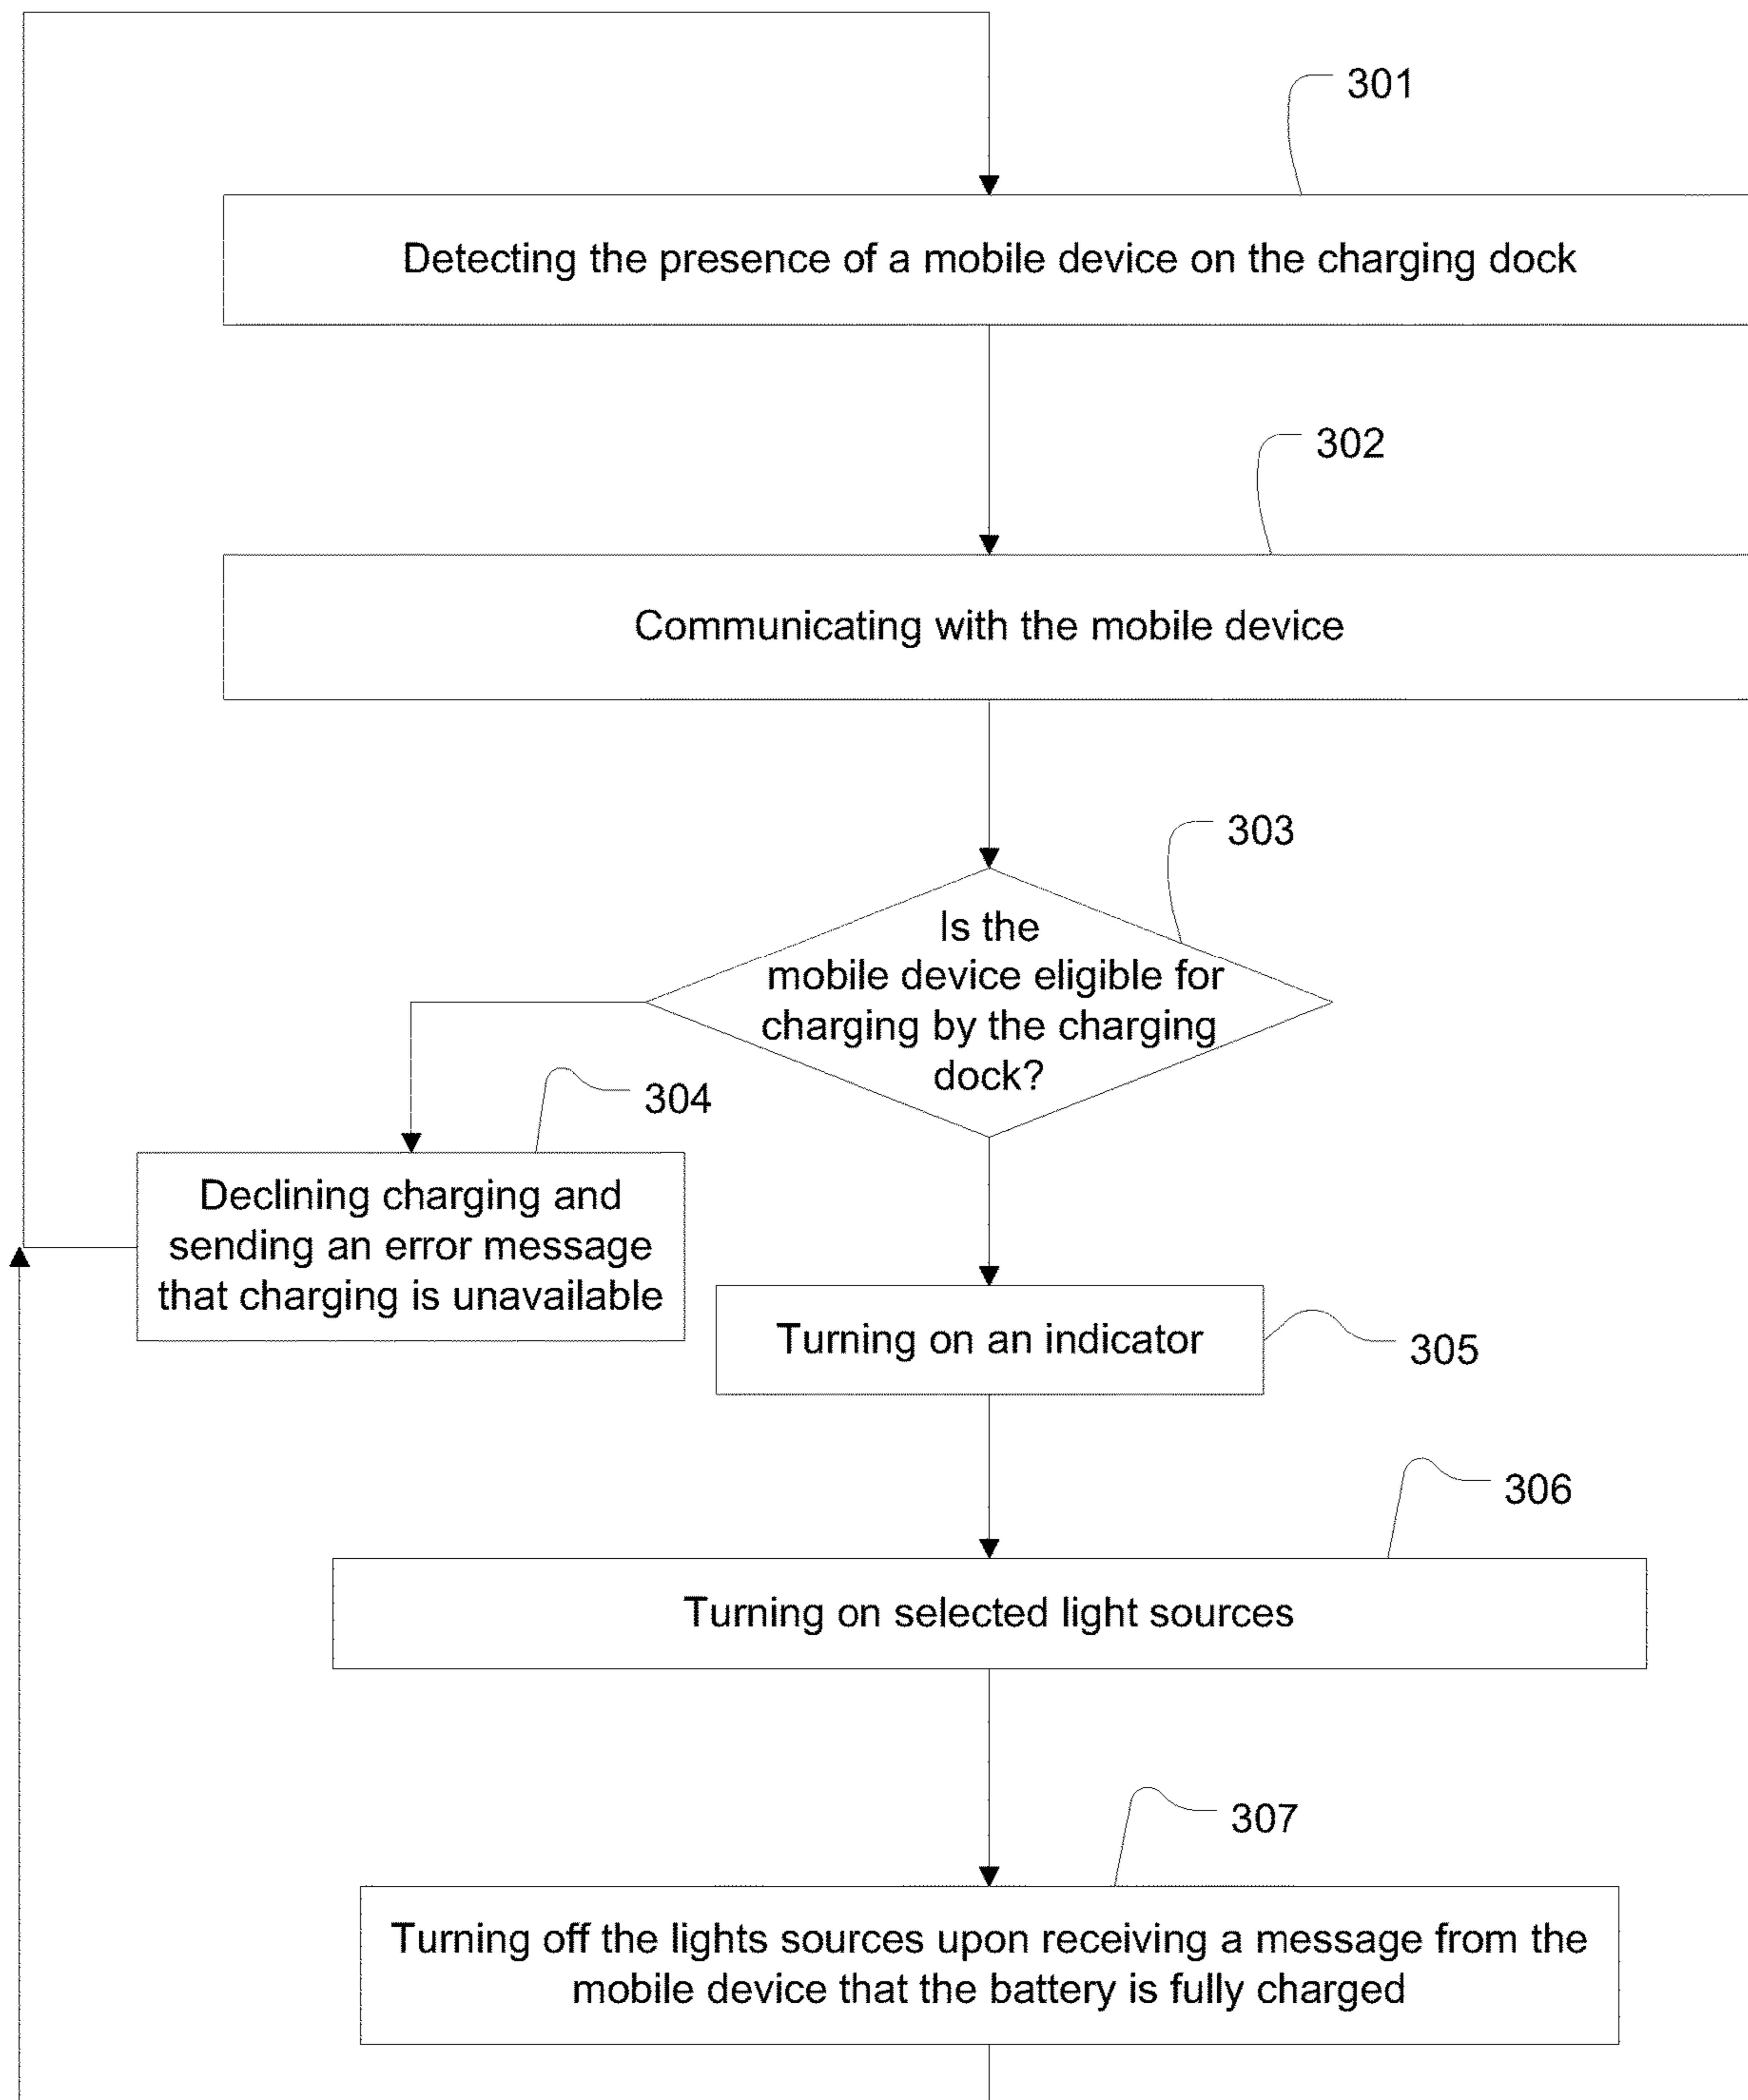 301
Detecting the presence of a mobile device on the charging dock
302
Communicating with the mobile device
303
Is the
mobile device eligible for
charging by the charging
dock?
304
Declining charging and
sending an error message
that charging is unavailable
Turning on an indicator
305
306
Turning on selected light sources
307
Turning off the lights sources upon receiving a message from the
mobile device that the battery is fully charged